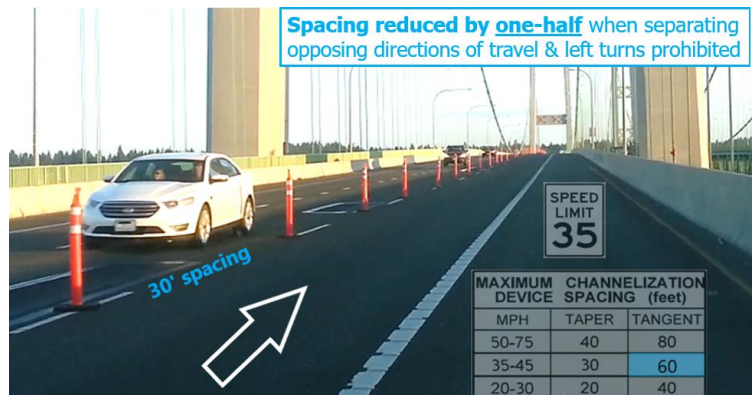 Spacing reduced by one-half when separating
opposing directions of travel & left turns prohibited
30' spacing
SPEED
LIMIT
35
MAXIMUM CHANNELIZATION
DEVICE SPACING (feet)
MPH TAPER TANGENT
50-75 40 80
35-45 30 60
20-30 20 40